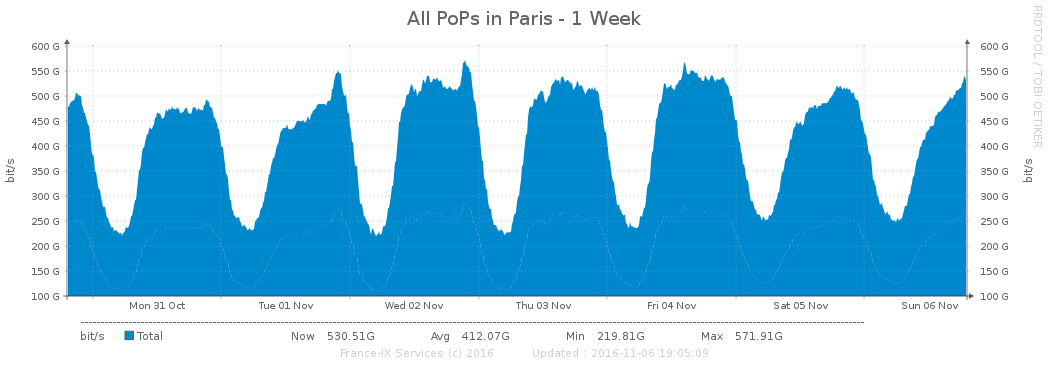 All PoPs in Paris - 1 Week
RRDTOOL / TOBI OETIKER
600 G 600 G
550 G 550 G
500 G 500 G
450 G 450 G
400 G 400 G
350 G 350 G
300 G 300 G
250 G 250 G
200 G 200 G
150 G 150 G
100 G 100 G
bit/s
bit/s
Mon 31 Oct Tue 01 Nov Wed 02 Nov Thu 03 Nov Fri 04 Nov Sat 05 Nov Sun 06 Nov
bit/s Total Now 530.51G Avg 412.07G Min 219.81G Max 571.91G
France-IX Services (c) 2016 Updated : 2016-11-06 19:05:09